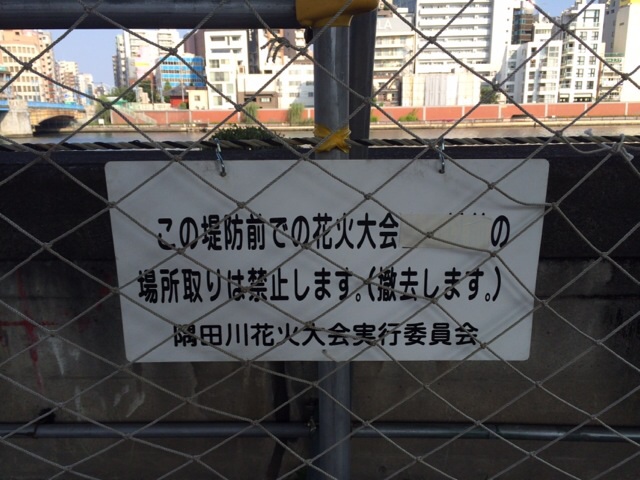 この堤防前での花火大会 の
場所取りは禁止します。(撤去します。)
隅田川花火大会実行委員会